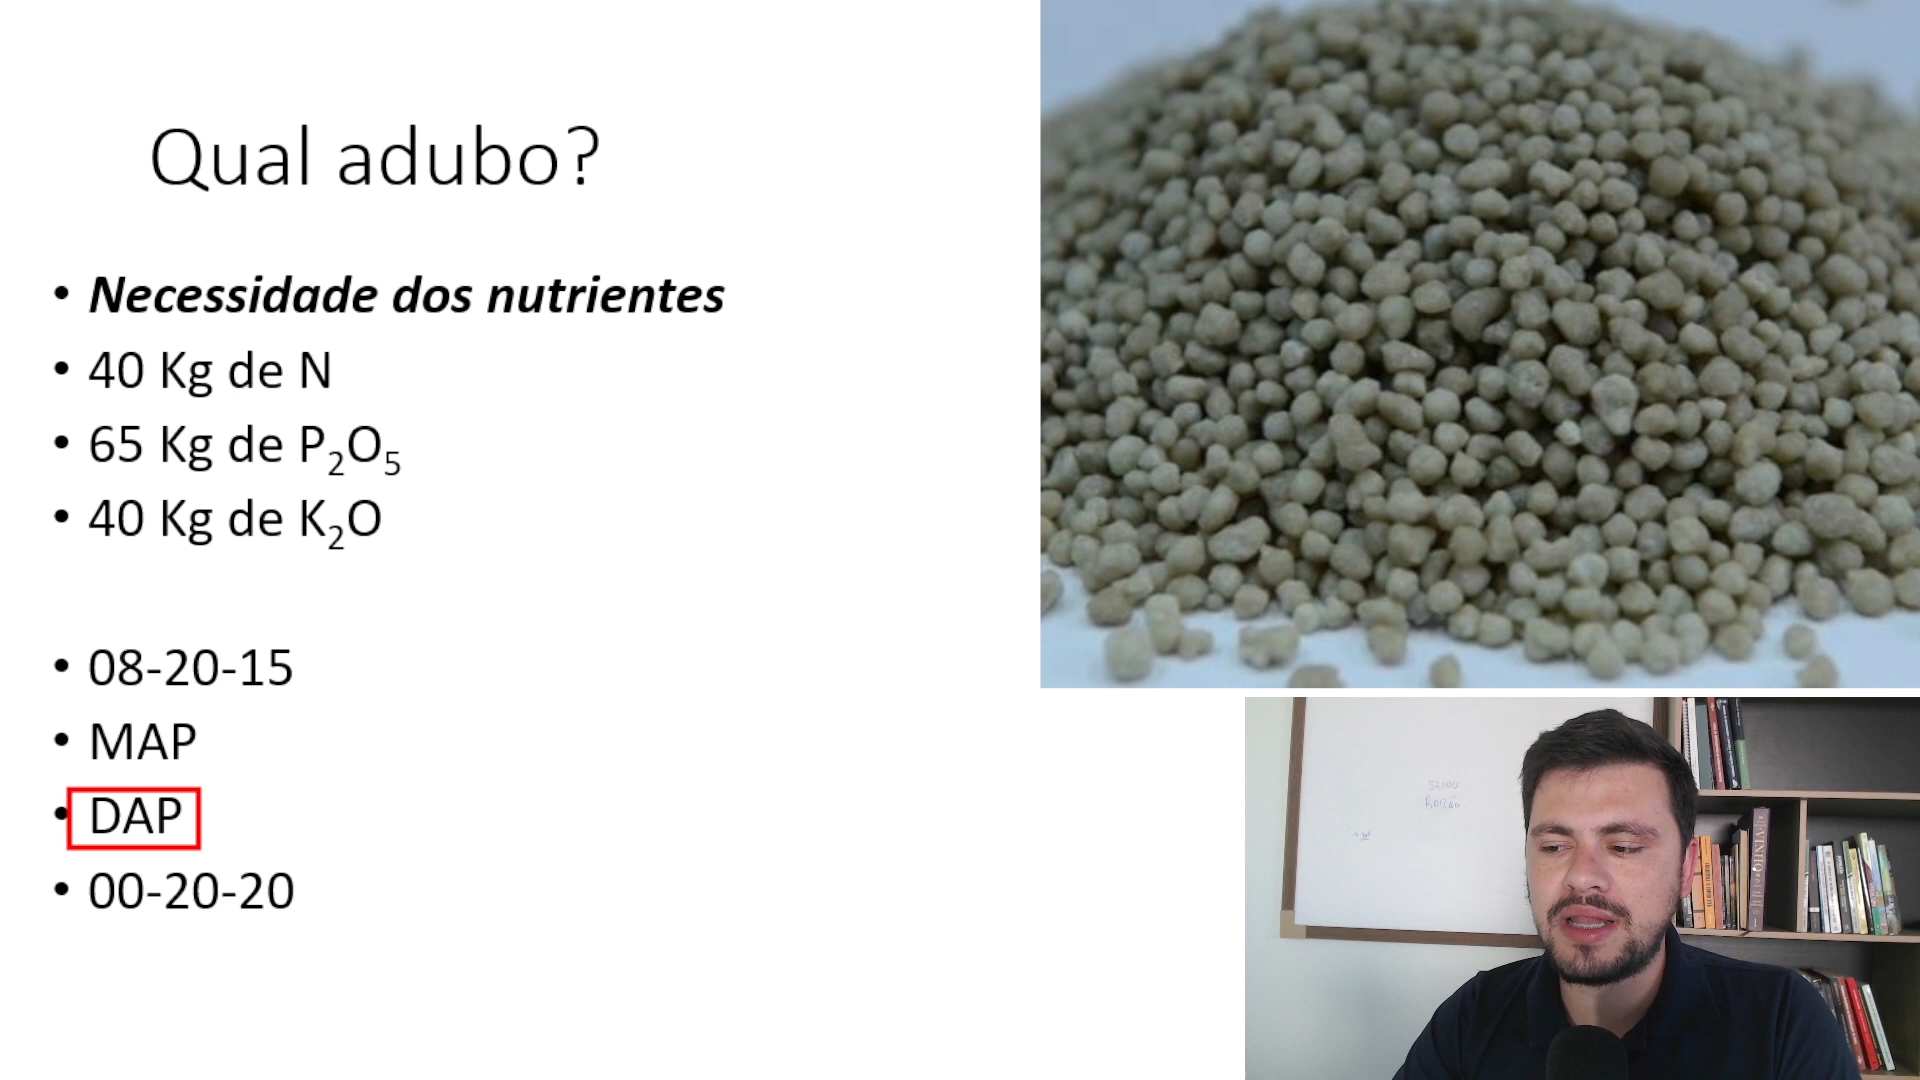 Qual adubo?
• Necessidade dos nutrientes
• 40 Kg de N
• 65 Kg de P₂O₅
• 40 Kg de K₂O
• 08-20-15
• MAP
• DAP
• 00-20-20